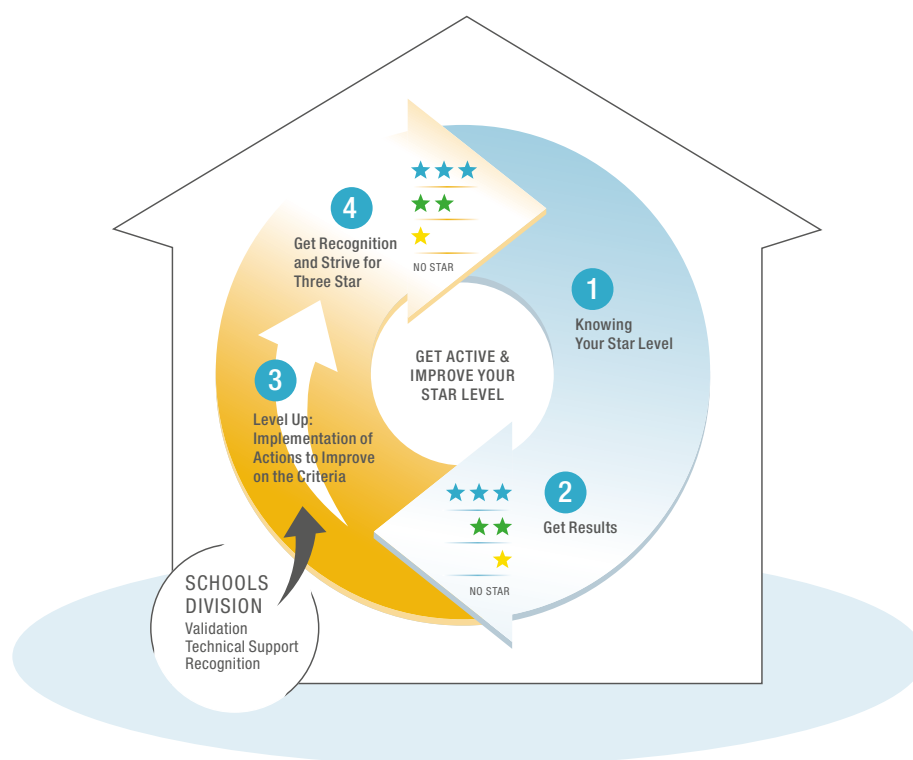 4
Get Recognition
and Strive for
Three Star
NO STAR
1
Knowing
Your Star Level
GET ACTIVE &
IMPROVE YOUR
STAR LEVEL
3
Level Up:
Implementation of
Actions to Improve
on the Criteria
2
Get Results
NO STAR
SCHOOLS
DIVISION
Validation
Technical Support
Recognition